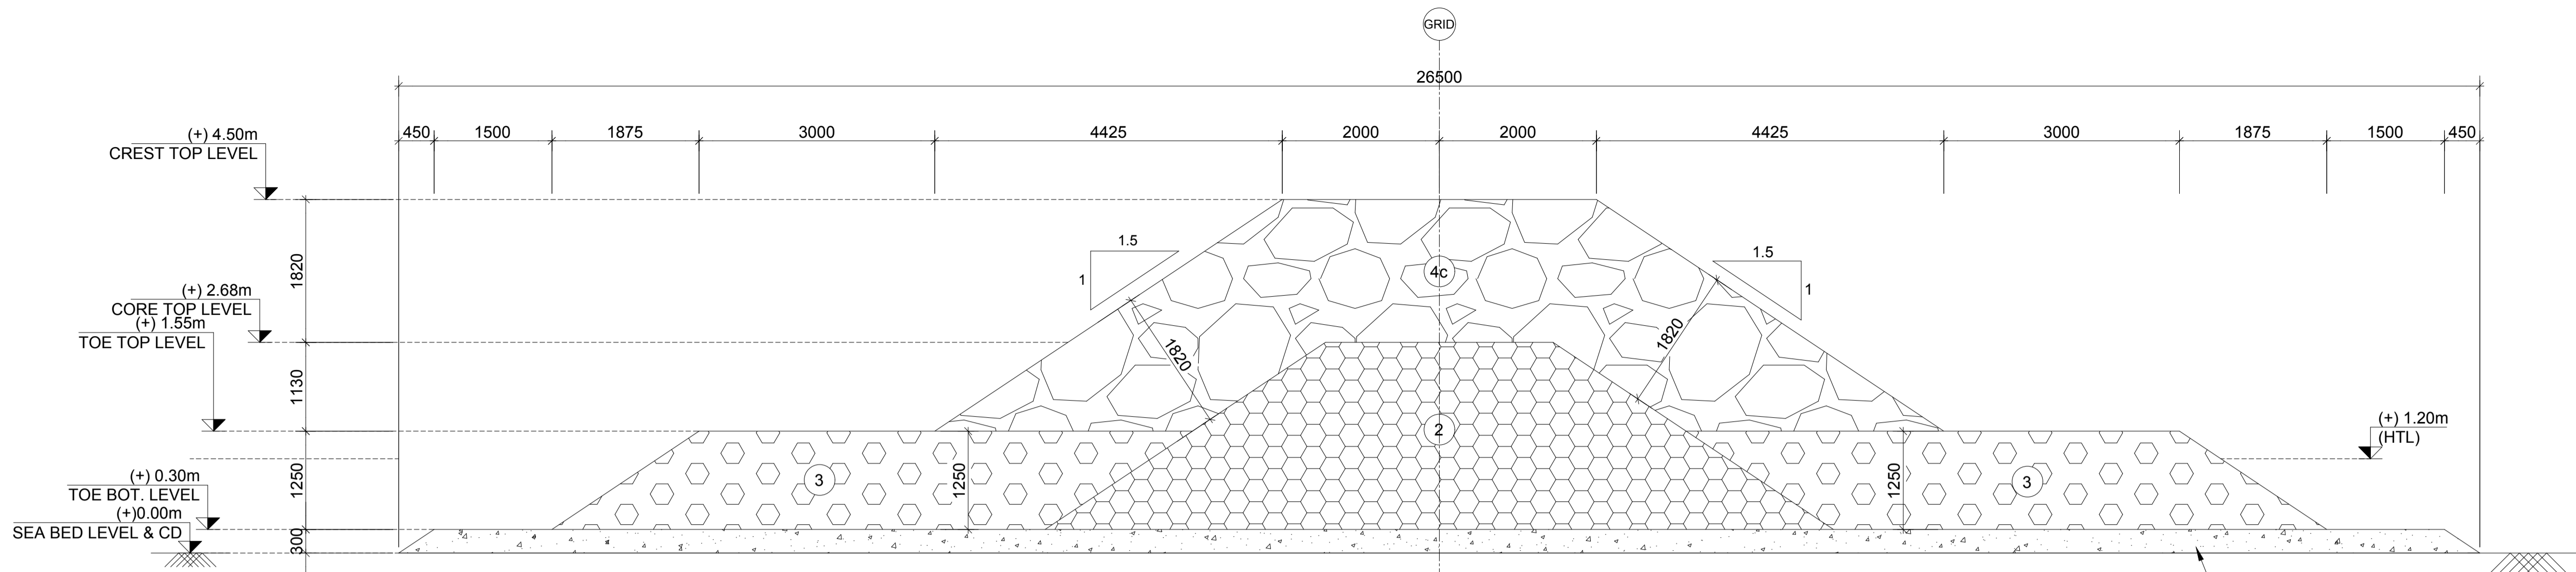 GRID
26500
450 1500 1875 3000 4425 2000 2000 4425 3000 1875 1500 450
(+) 4.50m
CREST TOP LEVEL
1.5
1
1.5
1
4c
1820
(+) 2.68m
CORE TOP LEVEL
(+) 1.55m
TOE TOP LEVEL
1820
1820
1130
(+) 1.20m
(HTL)
2
1250
3
1250
1250
3
(+) 0.30m
TOE BOT. LEVEL
(+)0.00m
SEA BED LEVEL & CD
300